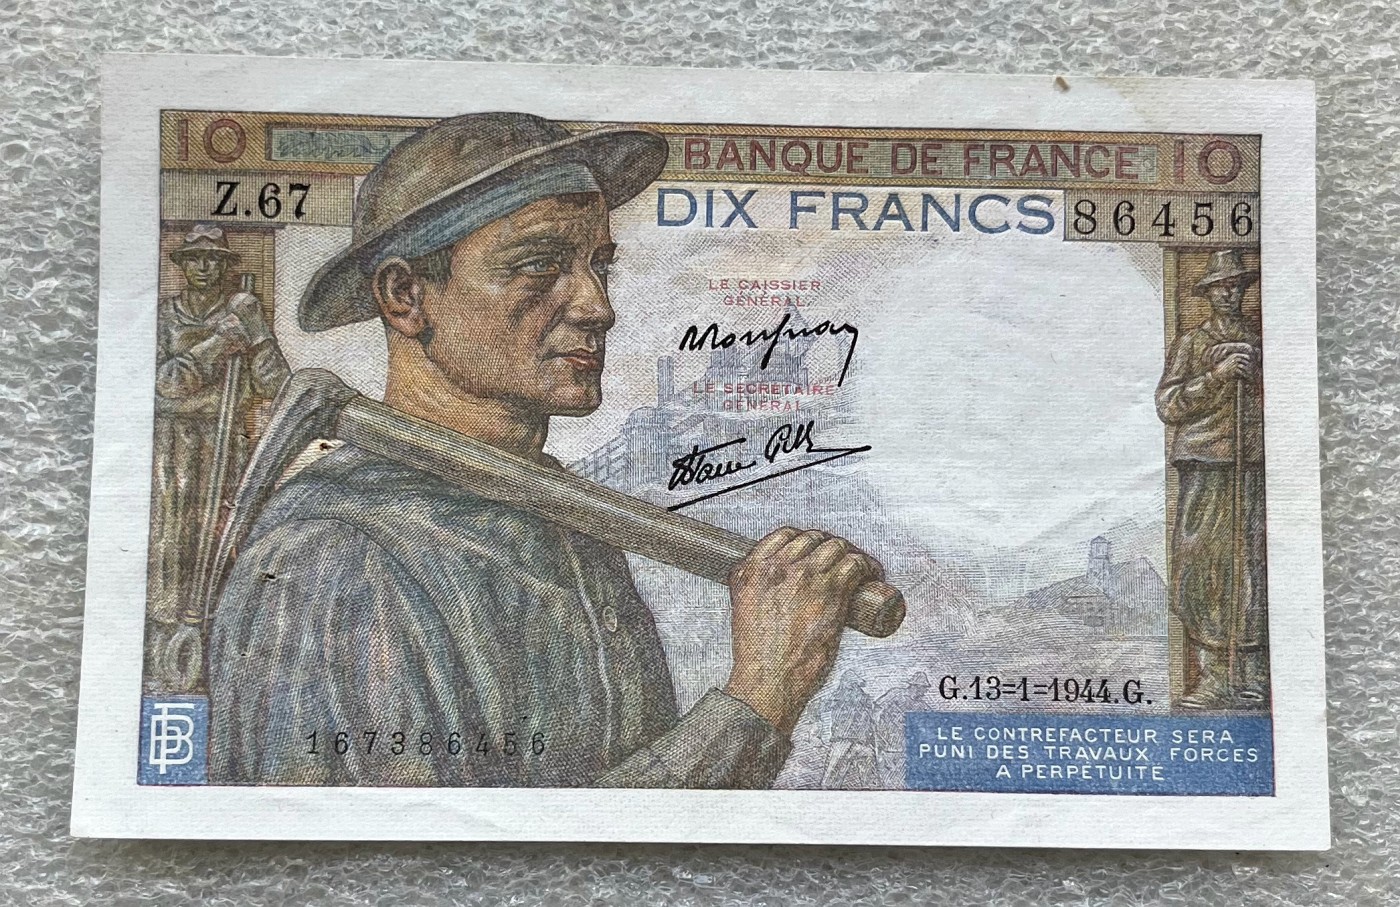 10 BANQUE DE FRANCE 10
Z.67 DIX FRANCS 86456
LE CAISSIER
GÉNÉRAL
LE SECRÉTAIRE
GÉNÉRAL
G.13=1=1944.G.
167386456
LE CONTREFACTEUR SERA
PUNI DES TRAVAUX FORCES
A PERPÉTUITE